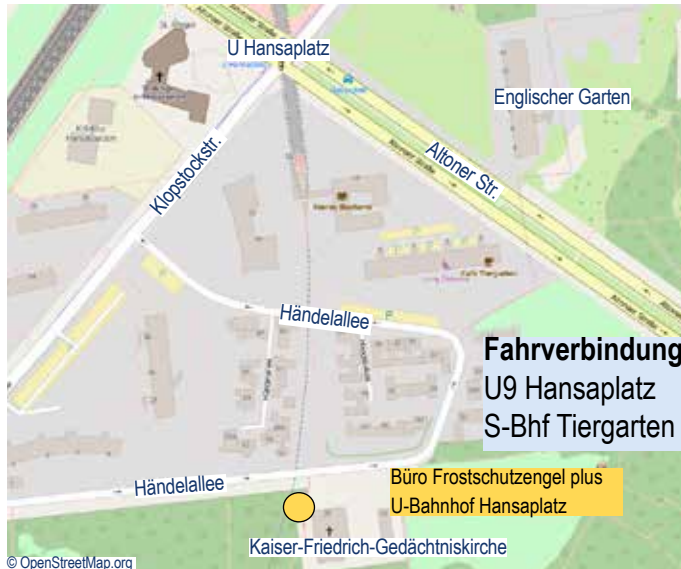 U Hansaplatz
Englischer Garten
Klopstockstr.
Altoner Str.
Händelallee
Fahrverbindung
U9 Hansaplatz
S-Bhf Tiergarten
Händelallee
Büro Frostschutzengel plus
U-Bahnhof Hansaplatz
Kaiser-Friedrich-Gedächtniskirche
© OpenStreetMap.org